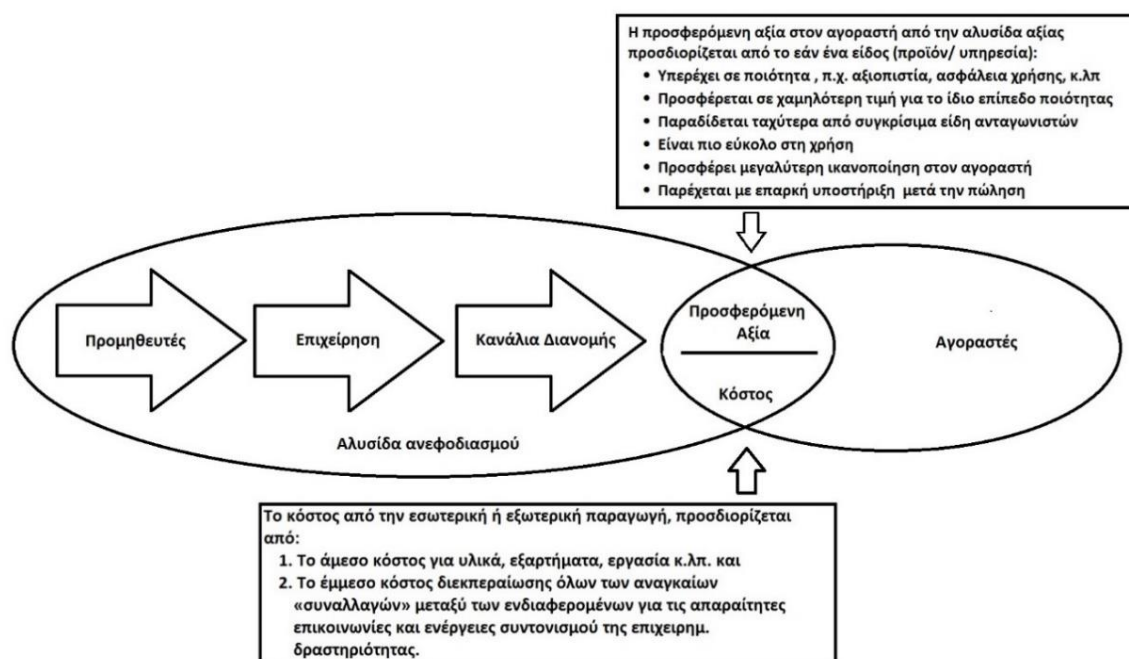 Η προσφερόμενη αξία στον αγοραστή από την αλυσίδα αξίας
προσδιορίζεται από το εάν ένα είδος (προϊόν/ υπηρεσία):
• Υπερέχει σε ποιότητα , π.χ. αξιοπιστία, ασφάλεια χρήσης, κ.λπ
• Προσφέρεται σε χαμηλότερη τιμή για το ίδιο επίπεδο ποιότητας
• Παραδίδεται ταχύτερα από συγκρίσιμα είδη ανταγωνιστών
• Είναι πιο εύκολο στη χρήση
• Προσφέρει μεγαλύτερη ικανοποίηση στον αγοραστή
• Παρέχεται με επαρκή υποστήριξη μετά την πώληση
Προμηθευτές
Επιχείρηση
Κανάλια Διανομής
Προσφερόμενη
Αξία
Κόστος
Αγοραστές
Αλυσίδα ανεφοδιασμού
Το κόστος από την εσωτερική ή εξωτερική παραγωγή, προσδιορίζεται
από:
1. Το άμεσο κόστος για υλικά, εξαρτήματα, εργασία κ.λπ. και
2. Το έμμεσο κόστος διεκπεραίωσης όλων των αναγκαίων
«συναλλαγών» μεταξύ των ενδιαφερομένων για τις απαραίτητες
επικοινωνίες και ενέργειες συντονισμού της επιχειρημ.
δραστηριότητας.